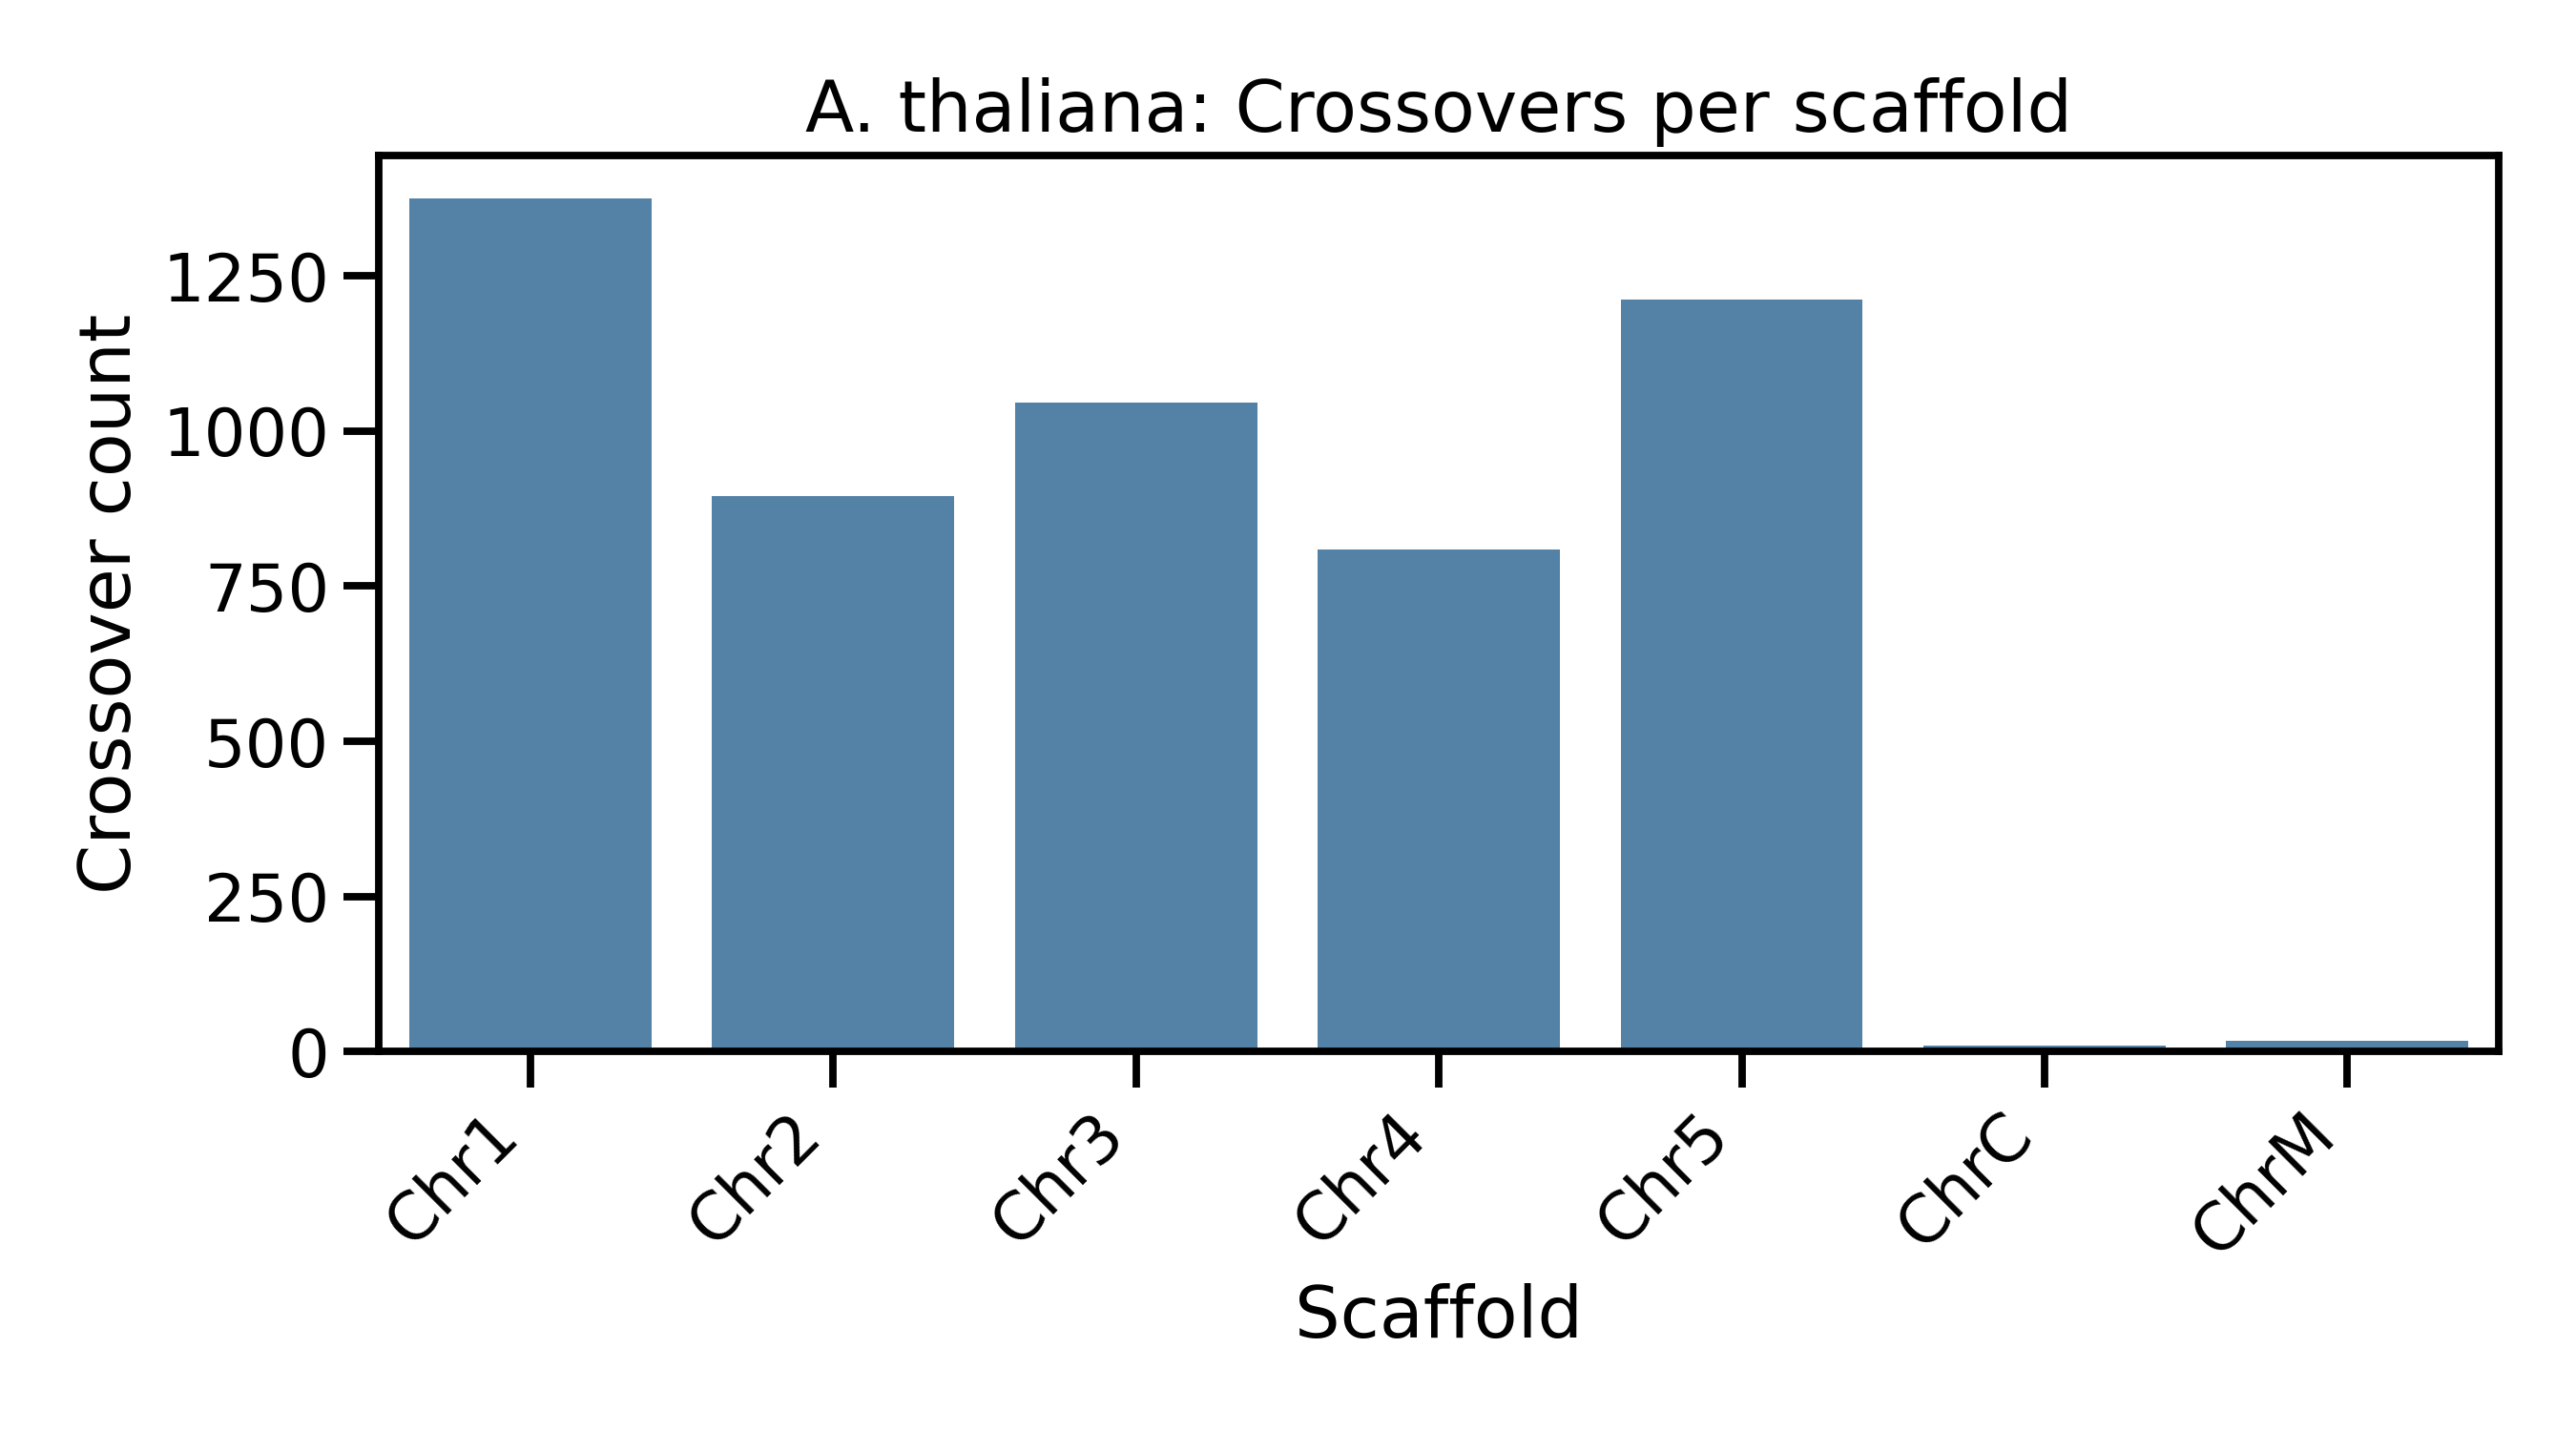 A. thaliana: Crossovers per scaffold
Crossover count
1250
1000
750
500
250
0
Chr1
Chr2
Chr3
Chr4
Chr5
ChrC
ChrM
Scaffold